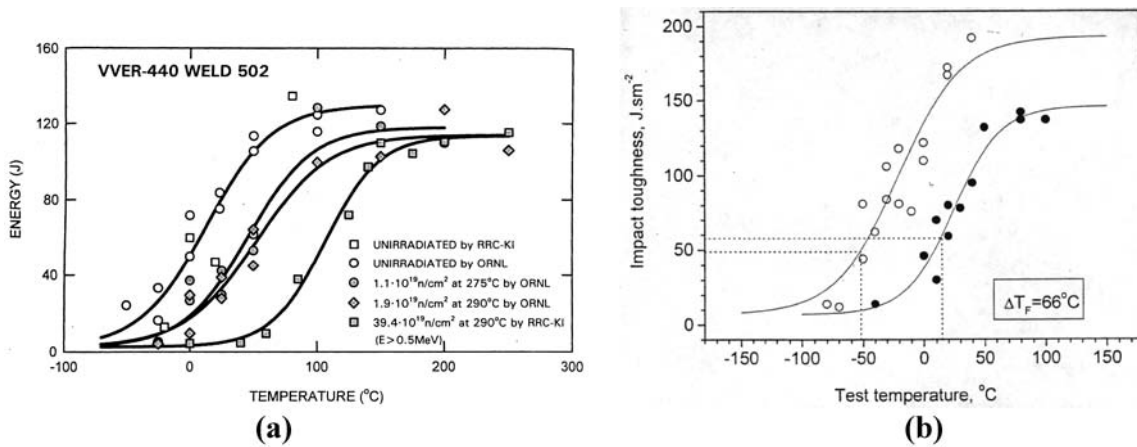 VVER-440 WELD 502
160
120
80
40
0
ENERGY (J)
-100
0
100
200
300
TEMPERATURE (°C)
UNIRRADIATED by RRC-KI
UNIRRADIATED by ORNL
1.1·10¹⁹n/cm² at 275°C by ORNL
1.9·10¹⁹n/cm² at 290°C by ORNL
39.4·10¹⁹n/cm² at 290°C by RRC-KI
(E>0.5MeV)
(a)
200
150
100
50
0
Impact toughness, J.sm⁻²
ΔT_F=66°C
-150
-100
-50
0
50
100
150
Test temperature, °C
(b)